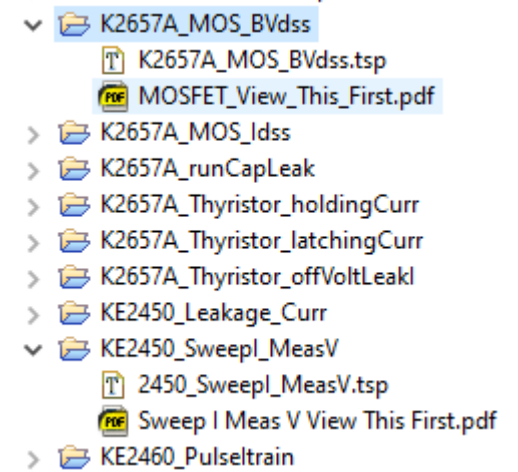 K2657A_MOS_BVdss
K2657A_MOS_BVdss.tsp
MOSFET_View_This_First.pdf
K2657A_MOS_Idss
K2657A_runCapLeak
K2657A_Thyristor_holdingCurr
K2657A_Thyristor_latchingCurr
K2657A_Thyristor_offVoltLeakI
KE2450_Leakage_Curr
KE2450_SweepI_MeasV
2450_SweepI_MeasV.tsp
Sweep I Meas V View This First.pdf
KE2460_Pulseltrain